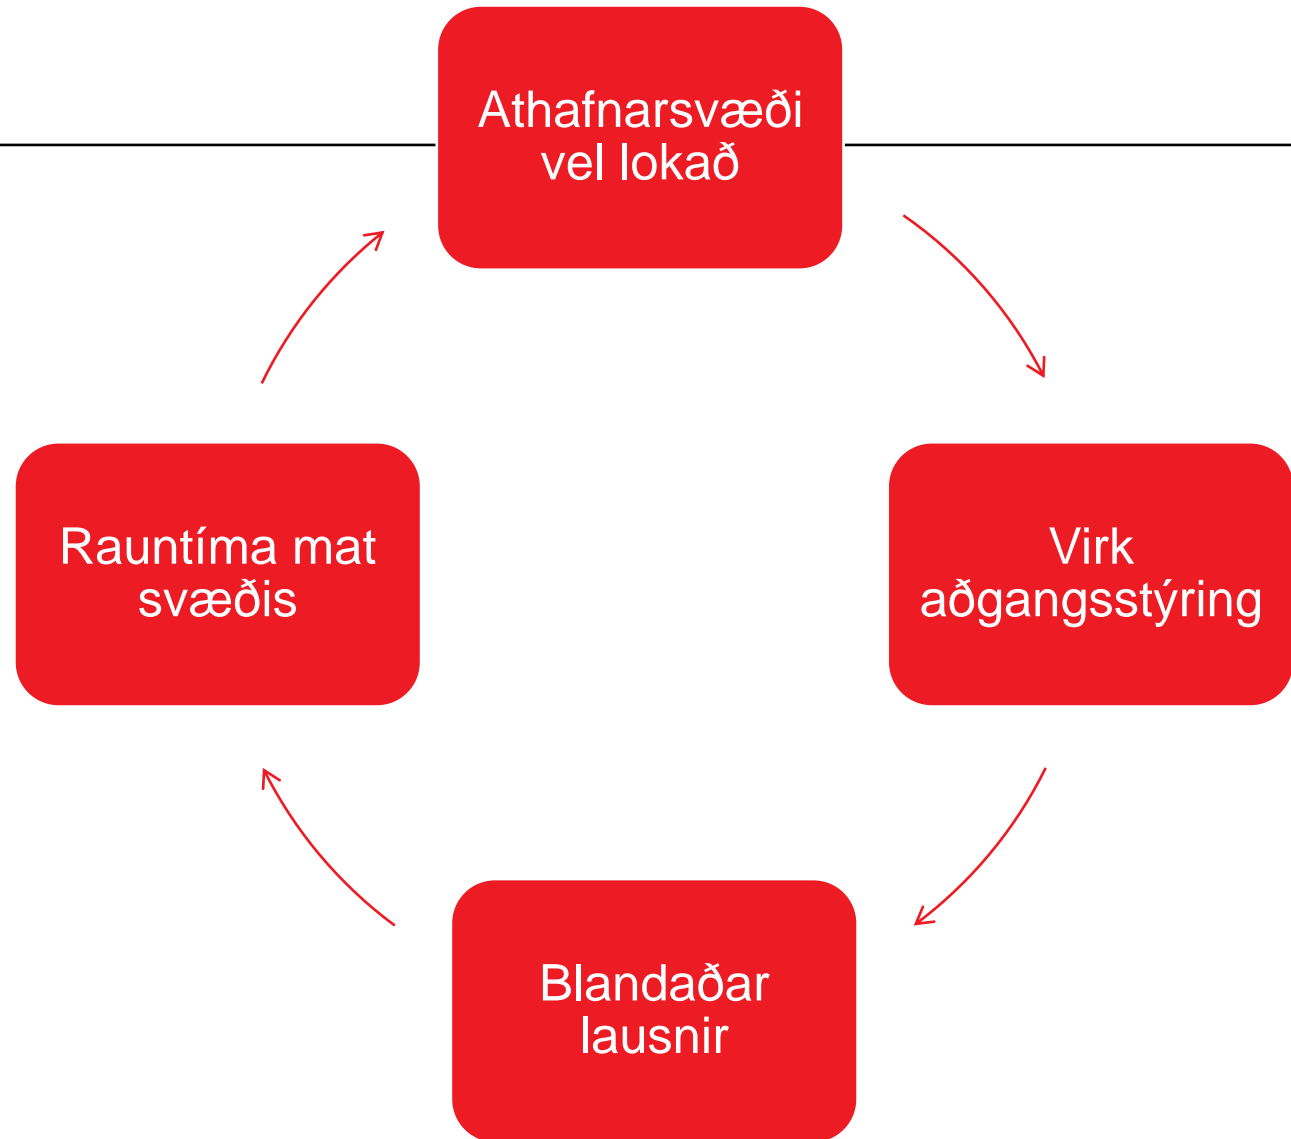 Athafnarsvæði
vel lokað
Virk
aðgangsstýring
Blandaðar
lausnir
Rauntíma mat
svæðis